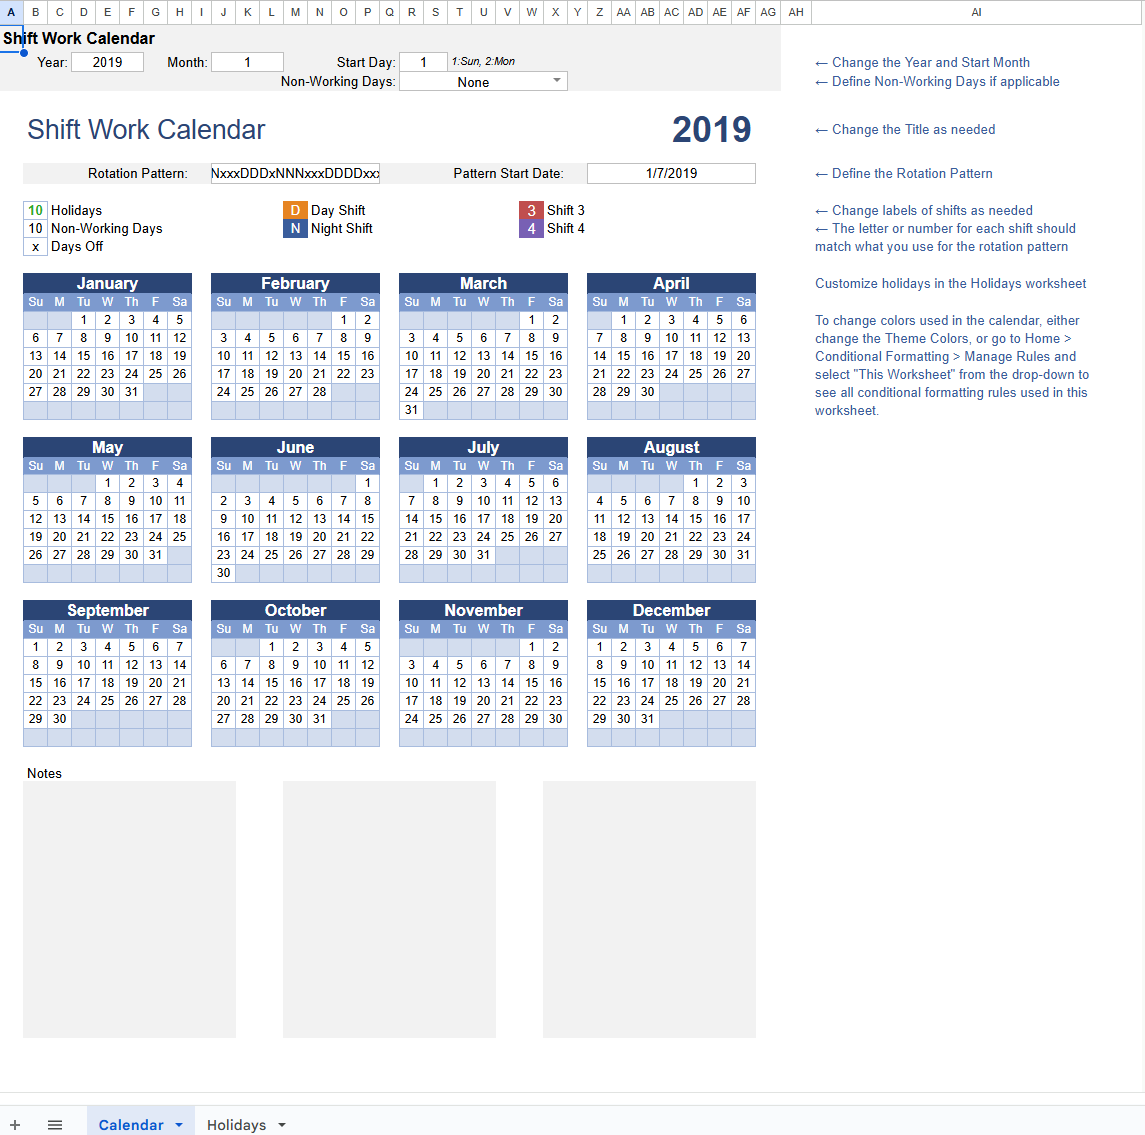 A B C D E F G H I J K L M N O P Q R S T U V W X Y Z AA AB AC AD AE AF AG AH AI
Shift Work Calendar
Year: 2019 Month: 1 Start Day: 1 1:Sun, 2:Mon
← Change the Year and Start Month
Non-Working Days: None
← Define Non-Working Days if applicable
Shift Work Calendar 2019
← Change the Title as needed
Rotation Pattern: NxxxDDDxNNNxxxDDDDxxx Pattern Start Date: 1/7/2019
← Define the Rotation Pattern
10 Holidays D Day Shift 3 Shift 3
← Change labels of shifts as needed
10 Non-Working Days N Night Shift 4 Shift 4
← The letter or number for each shift should
x Days Off
match what you use for the rotation pattern
Customize holidays in the Holidays worksheet
To change colors used in the calendar, either
change the Theme Colors, or go to Home >
Conditional Formatting > Manage Rules and
select "This Worksheet" from the drop-down to
see all conditional formatting rules used in this
worksheet.
January
Su M Tu W Th F Sa
1 2 3 4 5
6 7 8 9 10 11 12
13 14 15 16 17 18 19
20 21 22 23 24 25 26
27 28 29 30 31
February
Su M Tu W Th F Sa
1 2
3 4 5 6 7 8 9
10 11 12 13 14 15 16
17 18 19 20 21 22 23
24 25 26 27 28
March
Su M Tu W Th F Sa
1 2
3 4 5 6 7 8 9
10 11 12 13 14 15 16
17 18 19 20 21 22 23
24 25 26 27 28 29 30
31
April
Su M Tu W Th F Sa
1 2 3 4 5 6
7 8 9 10 11 12 13
14 15 16 17 18 19 20
21 22 23 24 25 26 27
28 29 30
May
Su M Tu W Th F Sa
1 2 3 4
5 6 7 8 9 10 11
12 13 14 15 16 17 18
19 20 21 22 23 24 25
26 27 28 29 30 31
June
Su M Tu W Th F Sa
1
2 3 4 5 6 7 8
9 10 11 12 13 14 15
16 17 18 19 20 21 22
23 24 25 26 27 28 29
30
July
Su M Tu W Th F Sa
1 2 3 4 5 6
7 8 9 10 11 12 13
14 15 16 17 18 19 20
21 22 23 24 25 26 27
28 29 30 31
August
Su M Tu W Th F Sa
1 2 3
4 5 6 7 8 9 10
11 12 13 14 15 16 17
18 19 20 21 22 23 24
25 26 27 28 29 30 31
September
Su M Tu W Th F Sa
1 2 3 4 5 6 7
8 9 10 11 12 13 14
15 16 17 18 19 20 21
22 23 24 25 26 27 28
29 30
October
Su M Tu W Th F Sa
1 2 3 4 5
6 7 8 9 10 11 12
13 14 15 16 17 18 19
20 21 22 23 24 25 26
27 28 29 30 31
November
Su M Tu W Th F Sa
1 2
3 4 5 6 7 8 9
10 11 12 13 14 15 16
17 18 19 20 21 22 23
24 25 26 27 28 29 30
December
Su M Tu W Th F Sa
1 2 3 4 5 6 7
8 9 10 11 12 13 14
15 16 17 18 19 20 21
22 23 24 25 26 27 28
29 30 31
Notes
Calendar Holidays